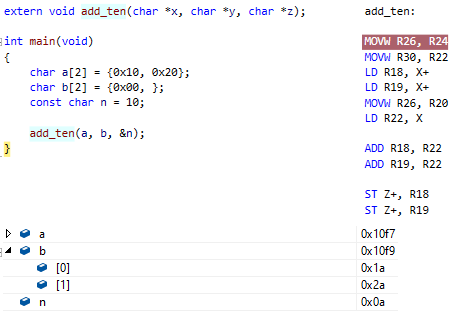 extern void add_ten(char *x, char *y, char *z);
int main(void)
{
char a[2] = {0x10, 0x20};
char b[2] = {0x00, };
const char n = 10;
add_ten(a, b, &n);
}
add_ten:
MOVW R26, R24
MOVW R30, R22
LD R18, X+
LD R19, X+
MOVW R26, R20
LD R22, X
ADD R18, R22
ADD R19, R22
ST Z+, R18
ST Z+, R19
a 0x10f7
b 0x10f9
[0] 0x1a
[1] 0x2a
n 0x0a